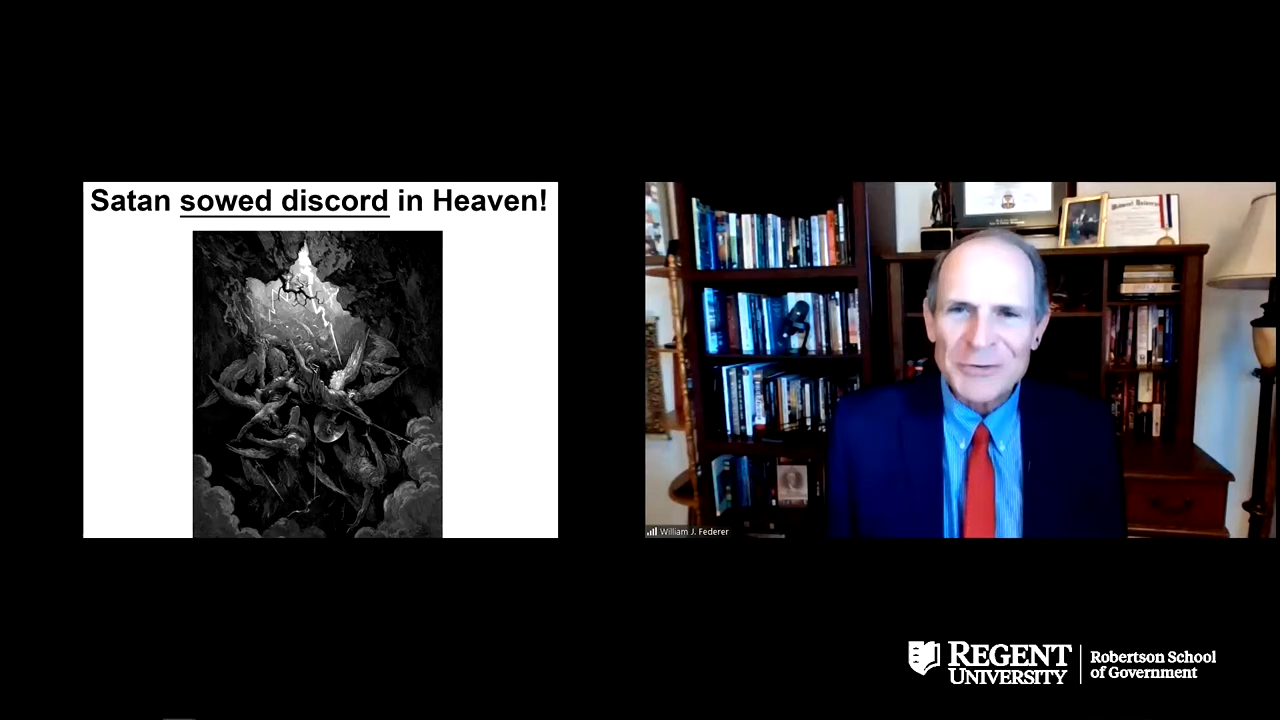 Satan sowed discord in Heaven!
William J. Federer
REGENT
UNIVERSITY
Robertson School
of Government